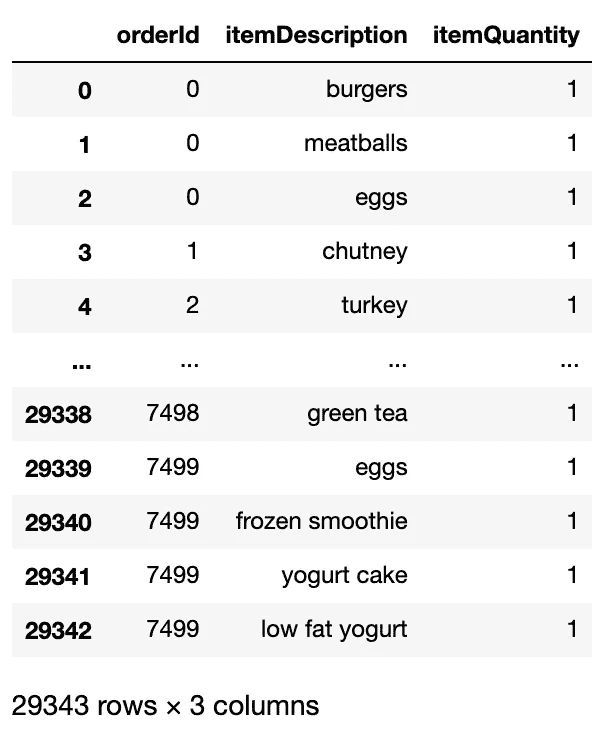 orderId itemDescription itemQuantity
0 0 burgers 1
1 0 meatballs 1
2 0 eggs 1
3 1 chutney 1
4 2 turkey 1
... ... ... ...
29338 7498 green tea 1
29339 7499 eggs 1
29340 7499 frozen smoothie 1
29341 7499 yogurt cake 1
29342 7499 low fat yogurt 1
29343 rows × 3 columns